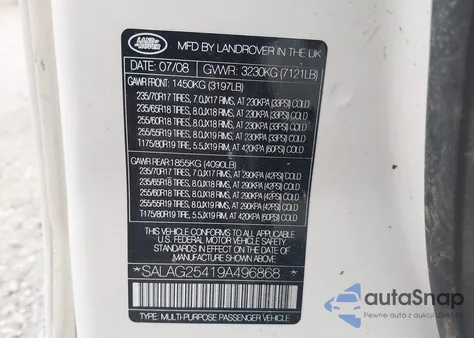 LAND ROVER
MFD BY LANDROVER IN THE UK
DATE: 07/08 GVWR: 3230KG (7121LB)
GAWR FRONT: 1450KG (3197LB)
235/70R17 TIRES, 7.0JX17 RIMS, AT 230KPA (33PSI) COLD
235/65R18 TIRES, 8.0JX18 RIMS, AT 230KPA (33PSI) COLD
255/60R18 TIRES, 8.0JX18 RIMS, AT 230KPA (33PSI) COLD
255/55R19 TIRES, 8.0JX19 RIMS, AT 230KPA (33PSI) COLD
T175/80R19 TIRE, 5.5JX19 RIM, AT 420KPA (60PSI) COLD
GAWR REAR: 1855KG (4090LB)
235/70R17 TIRES, 7.0JX17 RIMS, AT 290KPA (42PSI) COLD
235/65R18 TIRES, 8.0JX18 RIMS, AT 290KPA (42PSI) COLD
255/60R18 TIRES, 8.0JX18 RIMS, AT 290KPA (42PSI) COLD
255/55R19 TIRES, 8.0JX19 RIMS, AT 290KPA (42PSI) COLD
T175/80R19 TIRE, 5.5JX19 RIM, AT 420KPA (60PSI) COLD
THIS VEHICLE CONFORMS TO ALL APPLICABLE
U.S. FEDERAL MOTOR VEHICLE SAFETY
STANDARDS IN EFFECT ON THE DATE OF
MANUFACTURE SHOWN ABOVE.
*SALAG25419A496868*
TYPE: MULTI-PURPOSE PASSENGER VEHICLE
autoSnap